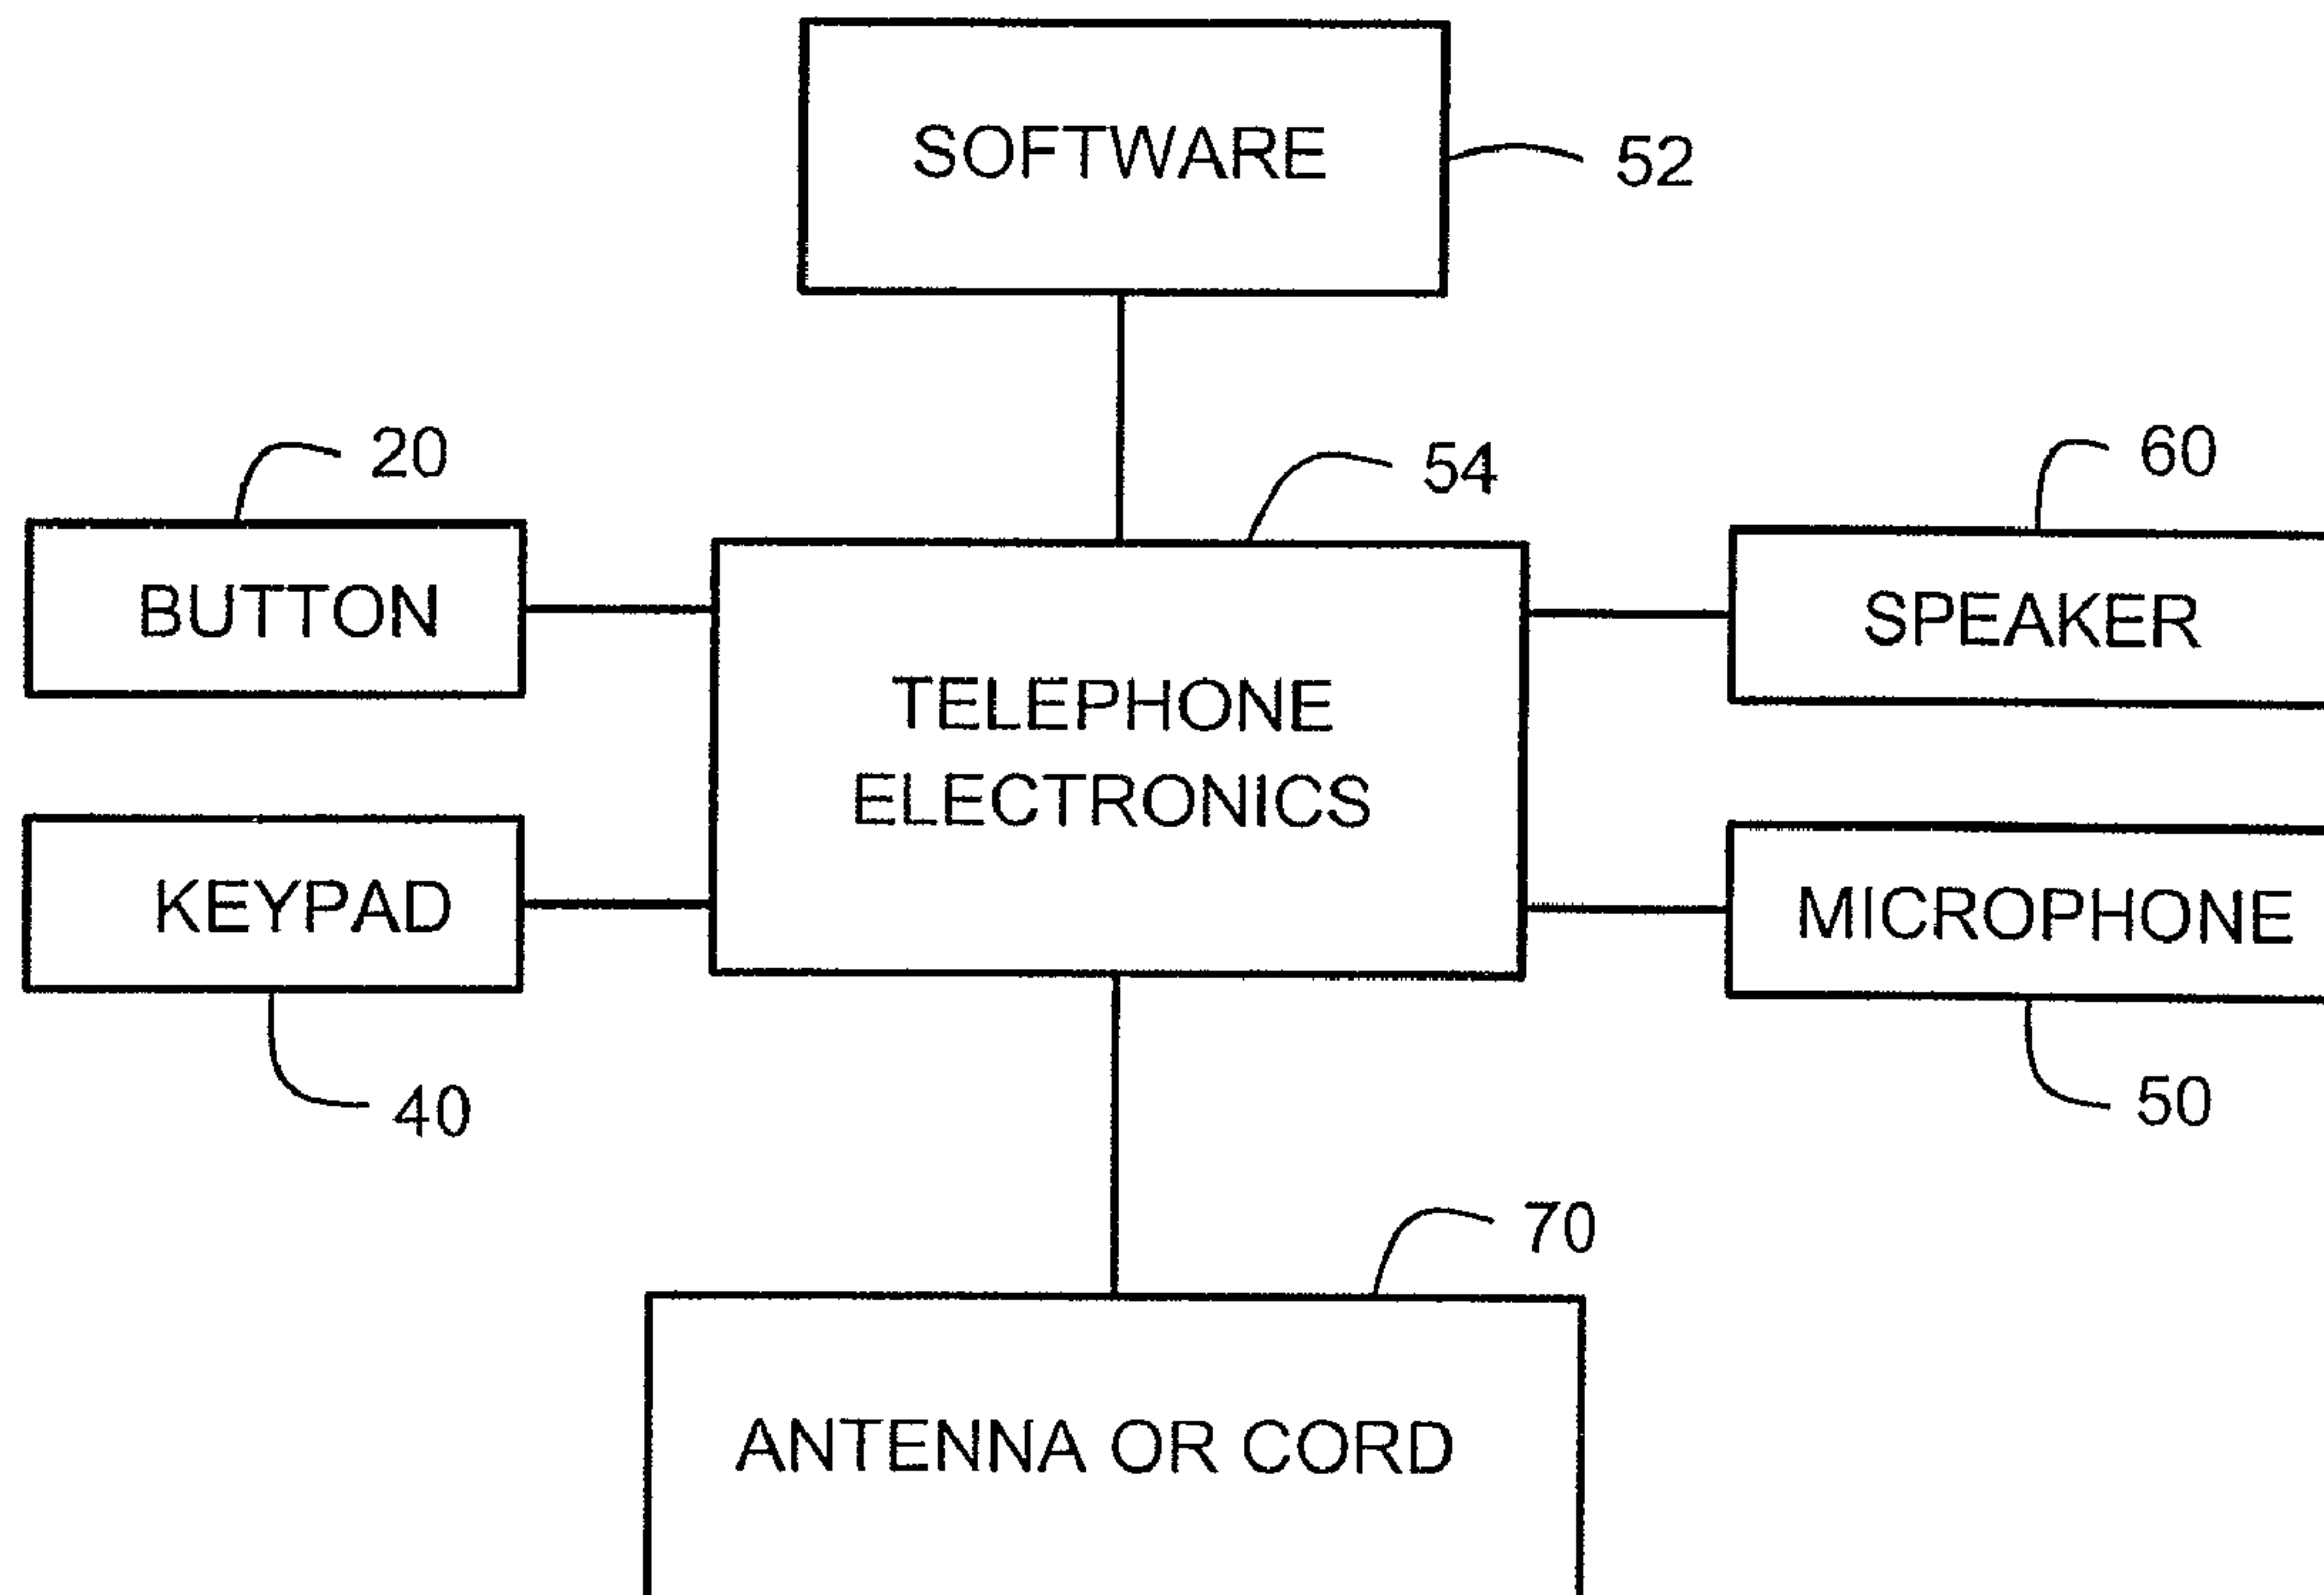 SOFTWARE
52
20
54
60
BUTTON
SPEAKER
TELEPHONE
ELECTRONICS
KEYPAD
MICROPHONE
40
50
70
ANTENNA OR CORD